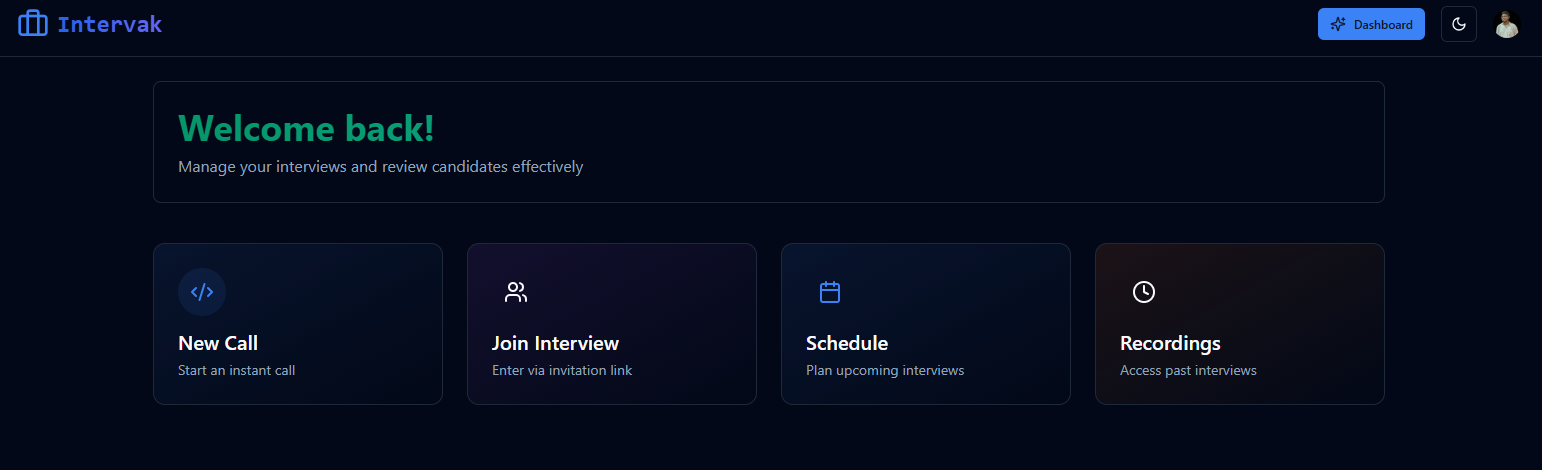 Intervak
Dashboard
Welcome back!
Manage your interviews and review candidates effectively
New Call
Start an instant call
Join Interview
Enter via invitation link
Schedule
Plan upcoming interviews
Recordings
Access past interviews